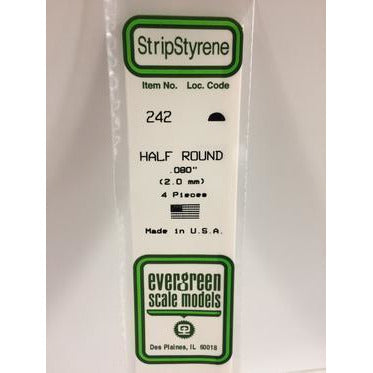 StripStyrene
Item No. Loc. Code
242
HALF ROUND
.080"
(2.0 mm)
4 Pieces
Made in U.S.A.
evergreen
scale models
Des Plaines, IL 60018